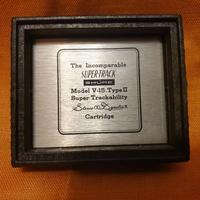 The Incomparable
SUPER-TRACK
SHURE
Model V-15 Type II
Super Trackability
Cartridge